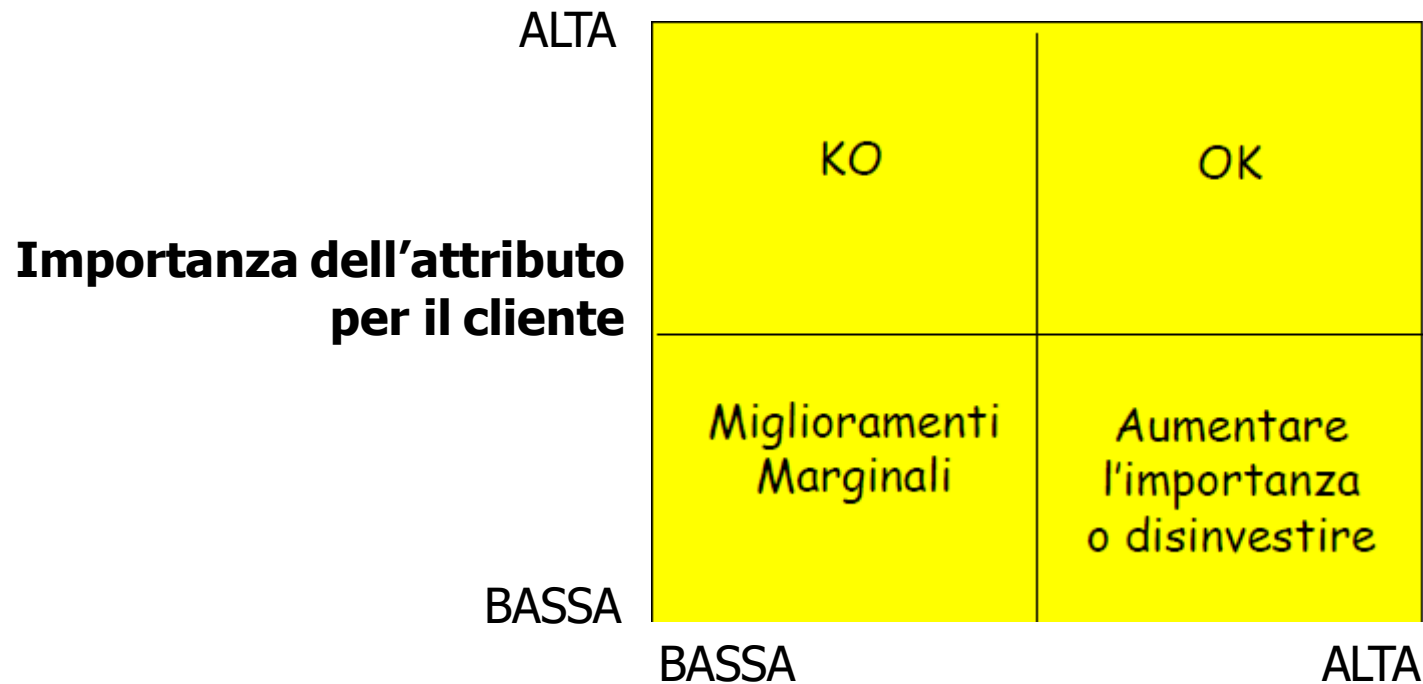 ALTA
KO
OK
Importanza dell’attributo
per il cliente
Miglioramenti
Marginali
Aumentare
l'importanza
o disinvestire
BASSA
BASSA
ALTA